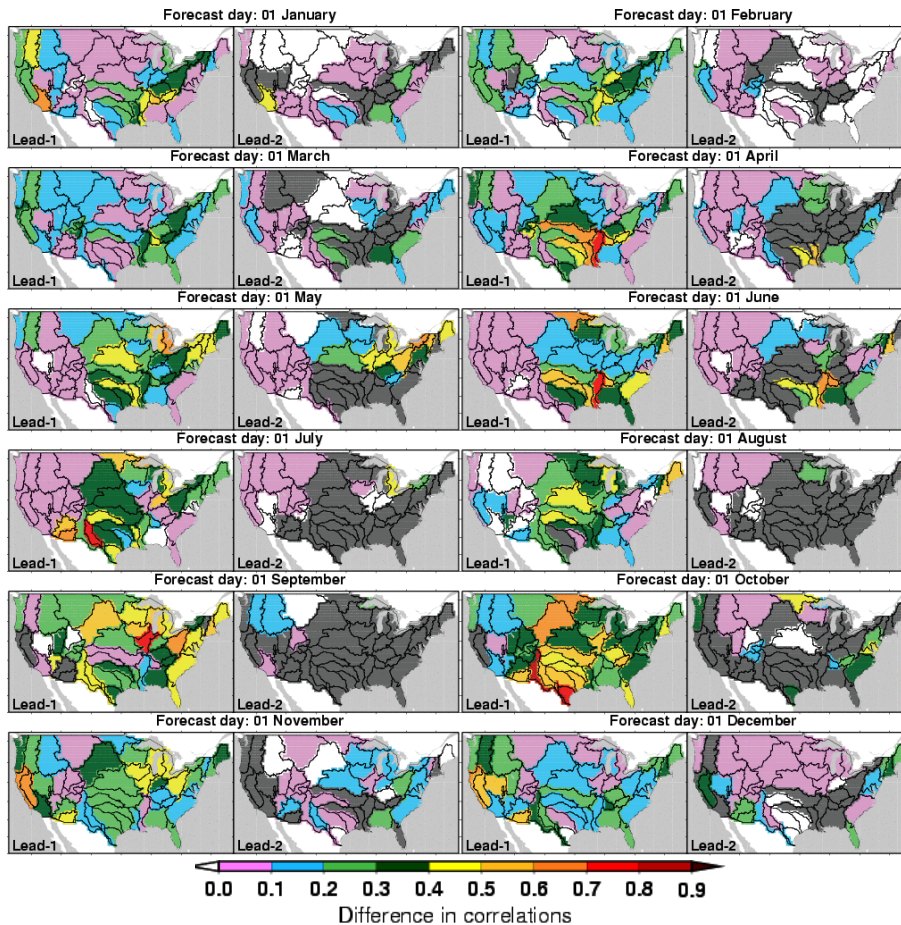 Forecast day: 01 January
Forecast day: 01 February
Lead-1
Lead-2
Lead-1
Lead-2
Forecast day: 01 March
Forecast day: 01 April
Lead-1
Lead-2
Lead-1
Lead-2
Forecast day: 01 May
Forecast day: 01 June
Lead-1
Lead-2
Lead-1
Lead-2
Forecast day: 01 July
Forecast day: 01 August
Lead-1
Lead-2
Lead-1
Lead-2
Forecast day: 01 September
Forecast day: 01 October
Lead-1
Lead-2
Lead-1
Lead-2
Forecast day: 01 November
Forecast day: 01 December
Lead-1
Lead-2
Lead-1
Lead-2
0.0 0.1 0.2 0.3 0.4 0.5 0.6 0.7 0.8 0.9
Difference in correlations